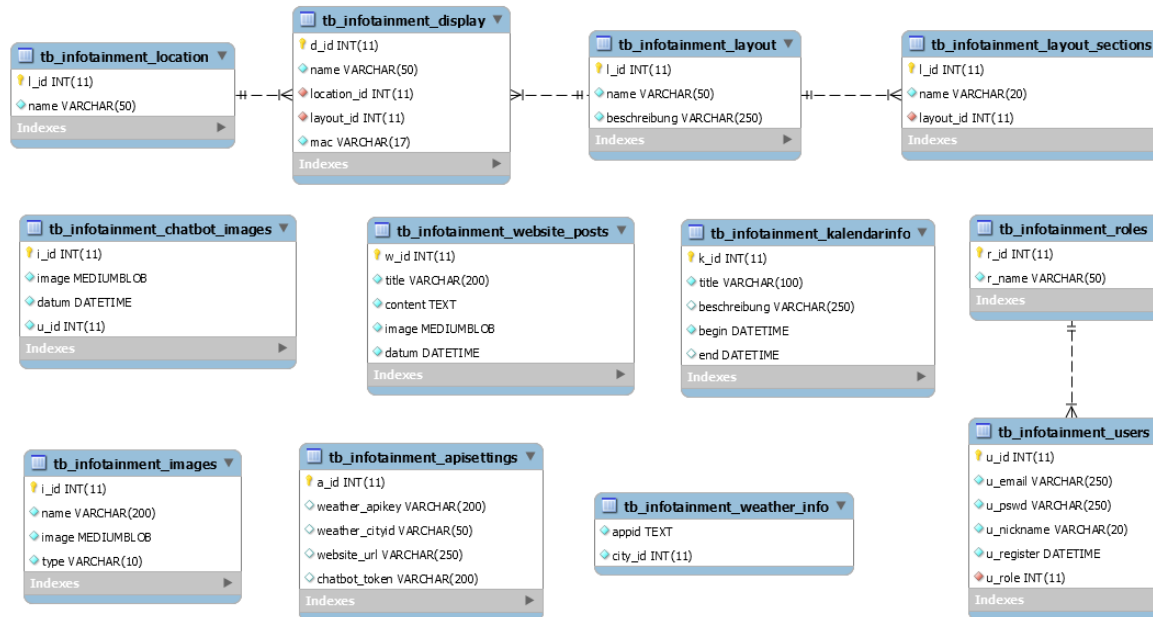 tb_infotainment_location
l_id INT(11)
name VARCHAR(50)
Indexes
tb_infotainment_display
d_id INT(11)
name VARCHAR(50)
location_id INT(11)
layout_id INT(11)
mac VARCHAR(17)
Indexes
tb_infotainment_layout
l_id INT(11)
name VARCHAR(50)
beschreibung VARCHAR(250)
Indexes
tb_infotainment_layout_sections
l_id INT(11)
name VARCHAR(20)
layout_id INT(11)
Indexes
tb_infotainment_chatbot_images
i_id INT(11)
image MEDIUMBLOB
datum DATETIME
u_id INT(11)
Indexes
tb_infotainment_website_posts
w_id INT(11)
title VARCHAR(200)
content TEXT
image MEDIUMBLOB
datum DATETIME
Indexes
tb_infotainment_kalendarinfo
k_id INT(11)
title VARCHAR(100)
beschreibung VARCHAR(250)
begin DATETIME
end DATETIME
Indexes
tb_infotainment_roles
r_id INT(11)
r_name VARCHAR(50)
Indexes
tb_infotainment_images
i_id INT(11)
name VARCHAR(200)
image MEDIUMBLOB
type VARCHAR(10)
Indexes
tb_infotainment_apisettings
a_id INT(11)
weather_apikey VARCHAR(200)
weather_cityid VARCHAR(50)
website_url VARCHAR(250)
chatbot_token VARCHAR(200)
Indexes
tb_infotainment_weather_info
appid TEXT
city_id INT(11)
tb_infotainment_users
u_id INT(11)
u_email VARCHAR(250)
u_pswd VARCHAR(250)
u_nickname VARCHAR(20)
u_register DATETIME
u_role INT(11)
Indexes